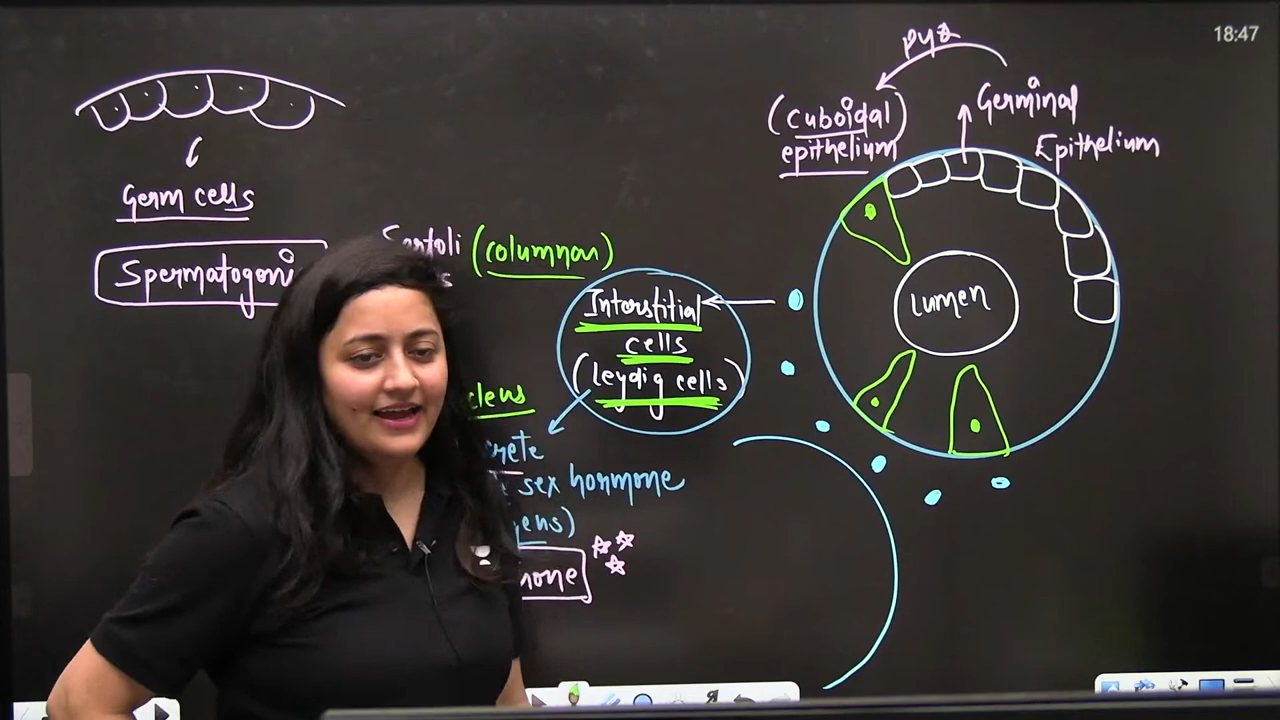 18:47
PYQ
Germinal
Epithelium
(Cuboidal)
epithelium
Germ cells
Spermatogoni
Sertoli
(columnar)
Interstitial
cells
(Leydig cells)
lumen
cleus
crete
sex hormone
gens)
rone